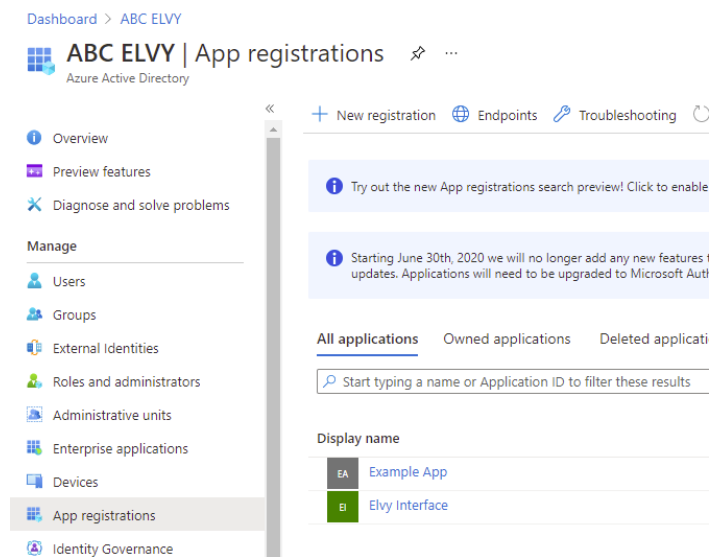 Dashboard > ABC ELVY
ABC ELVY | App registrations
Azure Active Directory
Overview
Preview features
Diagnose and solve problems
Manage
Users
Groups
External Identities
Roles and administrators
Administrative units
Enterprise applications
Devices
App registrations
Identity Governance
New registration
Endpoints
Troubleshooting
Try out the new App registrations search preview! Click to enable
Starting June 30th, 2020 we will no longer add any new features
updates. Applications will need to be upgraded to Microsoft
All applications
Owned applications
Deleted
Start typing a name or Application ID to filter these results
Display name
EA Example App
EI Elvy Interface